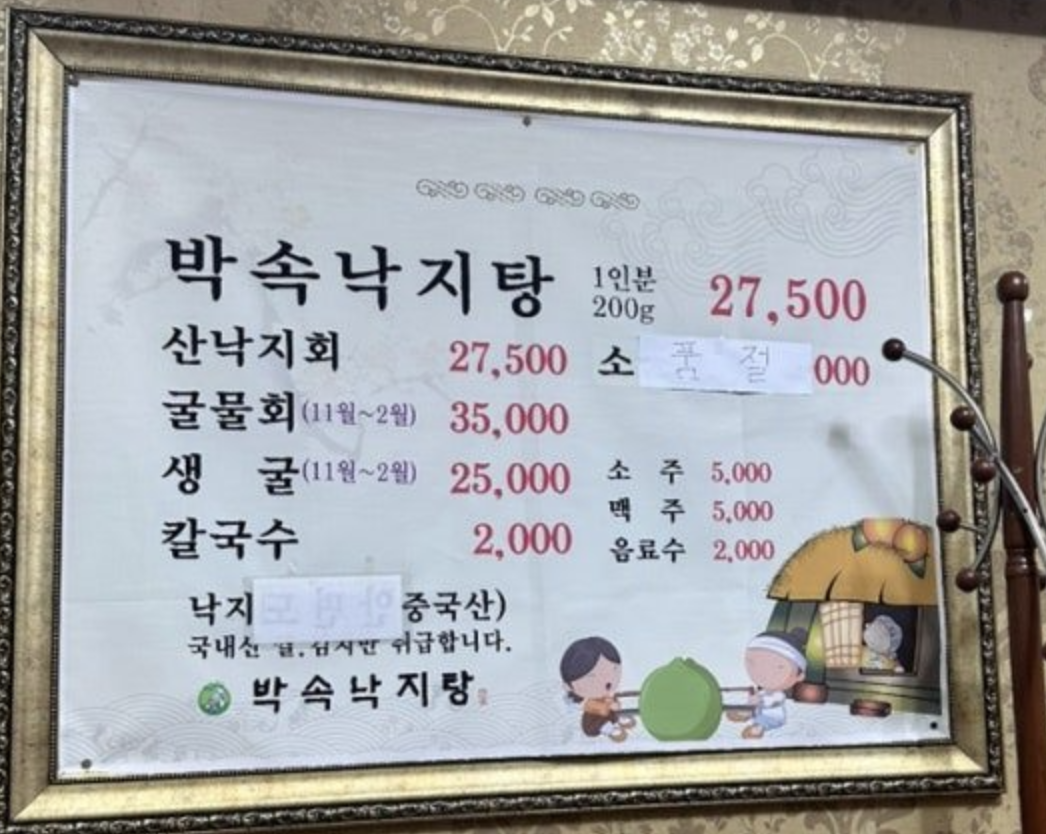 박속낙지탕 1인분 200g 27,500
산낙지회 27,500
소 품 절 000
굴물회(11월~2월) 35,000
생 굴(11월~2월) 25,000
칼국수 2,000
소 주 5,000
맥 주 5,000
음료수 2,000
낙지 중국산)
국내산 쌀, 김치만 취급합니다.
박속낙지탕